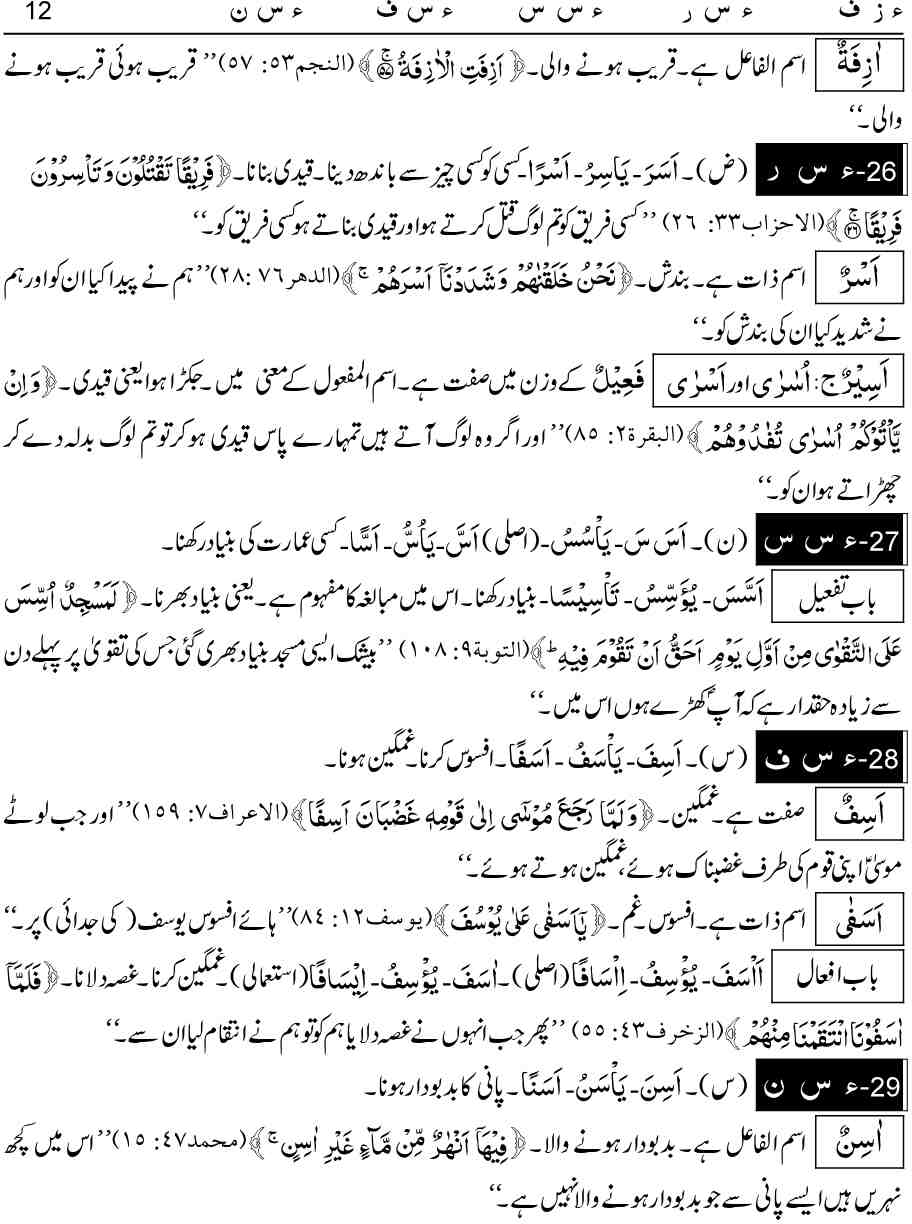 ء ز ف ء س ر ء س س ء س ف ء س ن 12
اٰزِفَةٌ اسم الفاعل ہے۔ قریب ہونے والی۔ ﴿اَزِفَتِ الْاٰزِفَةُ ۚ﴿۵۷﴾﴾ (النجم۵۳: ۵۷) ’’قریب ہوئی قریب ہونے
والی۔‘‘
26-ء س ر (ض)۔ اَسَرَ۔ یَاسِرُ۔ اَسْرًا۔ کسی کو کسی چیز سے باندھ دینا۔ قیدی بنانا۔ ﴿فَرِیْقًا تَقْتُلُوْنَ وَ تَاْسِرُوْنَ
فَرِیْقًا ۚ﴿۲۶﴾﴾ (الاحزاب۳۳: ۲۶) ’’کسی فریق کو تم لوگ قتل کرتے ہو اور قیدی بناتے ہو کسی فریق کو۔‘‘
اَسْرٌ اسم ذات ہے۔ بندش۔ ﴿نَحْنُ خَلَقْنٰهُمْ وَ شَدَدْنَاۤ اَسْرَهُمْ ۚ﴾ (الدھر۷۶: ۲۸) ’’ہم نے پیدا کیا ان کو اور ہم
نے شدید کیا ان کی بندش کو۔‘‘
اَسِیْرٌ ج: اُسٰرٰی اور اَسْرٰی فَعِیْلٌ کے وزن میں صفت ہے۔ اسم المفعول کے معنی میں۔ جکڑا ہوا یعنی قیدی۔ ﴿وَ اِنْ
یَّاْتُوْكُمْ اُسٰرٰی تُفٰدُوْهُمْ﴾ (البقرۃ۲: ۸۵) ’’اور اگر وہ لوگ آتے ہیں تمہارے پاس قیدی ہو کر تو تم لوگ بدلہ دے کر
چھڑاتے ہو ان کو۔‘‘
27-ء س س (ن)۔ اَسَ سَ۔ یَاْسُسُ۔ (اصلی) اَسَّ۔ یَاُسُّ۔ اَسًّا۔ کسی عمارت کی بنیاد رکھنا۔
باب تفعیل اَسَّسَ۔ یُؤَسِّسُ۔ تَاْسِیْسًا۔ بنیاد رکھنا۔ اس میں مبالغہ کا مفہوم ہے۔ یعنی بنیاد بھرنا۔ ﴿لَمَسْجِدٌ اُسِّسَ
عَلَی التَّقْوٰی مِنْ اَوَّلِ یَوْمٍ اَحَقُّ اَنْ تَقُوْمَ فِیْهِ ؕ﴾ (التوبة۹: ۱۰۸) ’’بیشک ایسی مسجد بنیاد بھری گئی جس کی تقویٰ پر پہلے دن
سے زیادہ حقدار ہے کہ آپؐ کھڑے ہوں اس میں۔‘‘
28-ء س ف (س)۔ اَسِفَ۔ یَاْسَفُ۔ اَسَفًا۔ افسوس کرنا۔ غمگین ہونا۔
اَسِفٌ صفت ہے۔ غمگین۔ ﴿وَ لَمَّا رَجَعَ مُوْسٰۤی اِلٰی قَوْمِهٖ غَضْبَانَ اَسِفًا﴾ (الاعراف۷: ۱۵۹) ’’اور جب لوٹے
موسیٰؑ اپنی قوم کی طرف غضبناک ہوئے، غمگین ہوتے ہوئے۔‘‘
اَسَفٰی اسم ذات ہے۔ افسوس۔ غم۔ ﴿یٰۤاَسَفٰی عَلٰی یُوْسُفَ﴾ (یوسف۱۲: ۸۴) ’’ہائے افسوس یوسف (کی جدائی) پر۔‘‘
باب افعال اَاْسَفَ۔ یُؤْسِفُ۔ اِاْسَافًا (اصلی)۔ اٰسَفَ۔ یُؤْسِفُ۔ اِیْسَافًا (استعمالی)۔ غمگین کرنا۔ غصہ دلانا۔ ﴿فَلَمَّاۤ
اٰسَفُوْنَا انْتَقَمْنَا مِنْهُمْ﴾ (الزخرف۴۳: ۵۵) ’’پھر جب انہوں نے غصہ دلایا ہم کو تو ہم نے انتقام لیا ان سے۔‘‘
29-ء س ن (س)۔ اَسِنَ۔ یَاْسَنُ۔ اَسَنًا۔ پانی کا بدبودار ہونا۔
اٰسِنٌ اسم الفاعل ہے۔ بدبودار ہونے والا۔ ﴿فِیْهَاۤ اَنْهٰرٌ مِّنْ مَّآءٍ غَیْرِ اٰسِنٍ ۚ﴾ (محمد۴۷: ۱۵) ’’اس میں کچھ
نہریں ہیں ایسے پانی سے جو بدبودار ہونے والا نہیں ہے۔‘‘